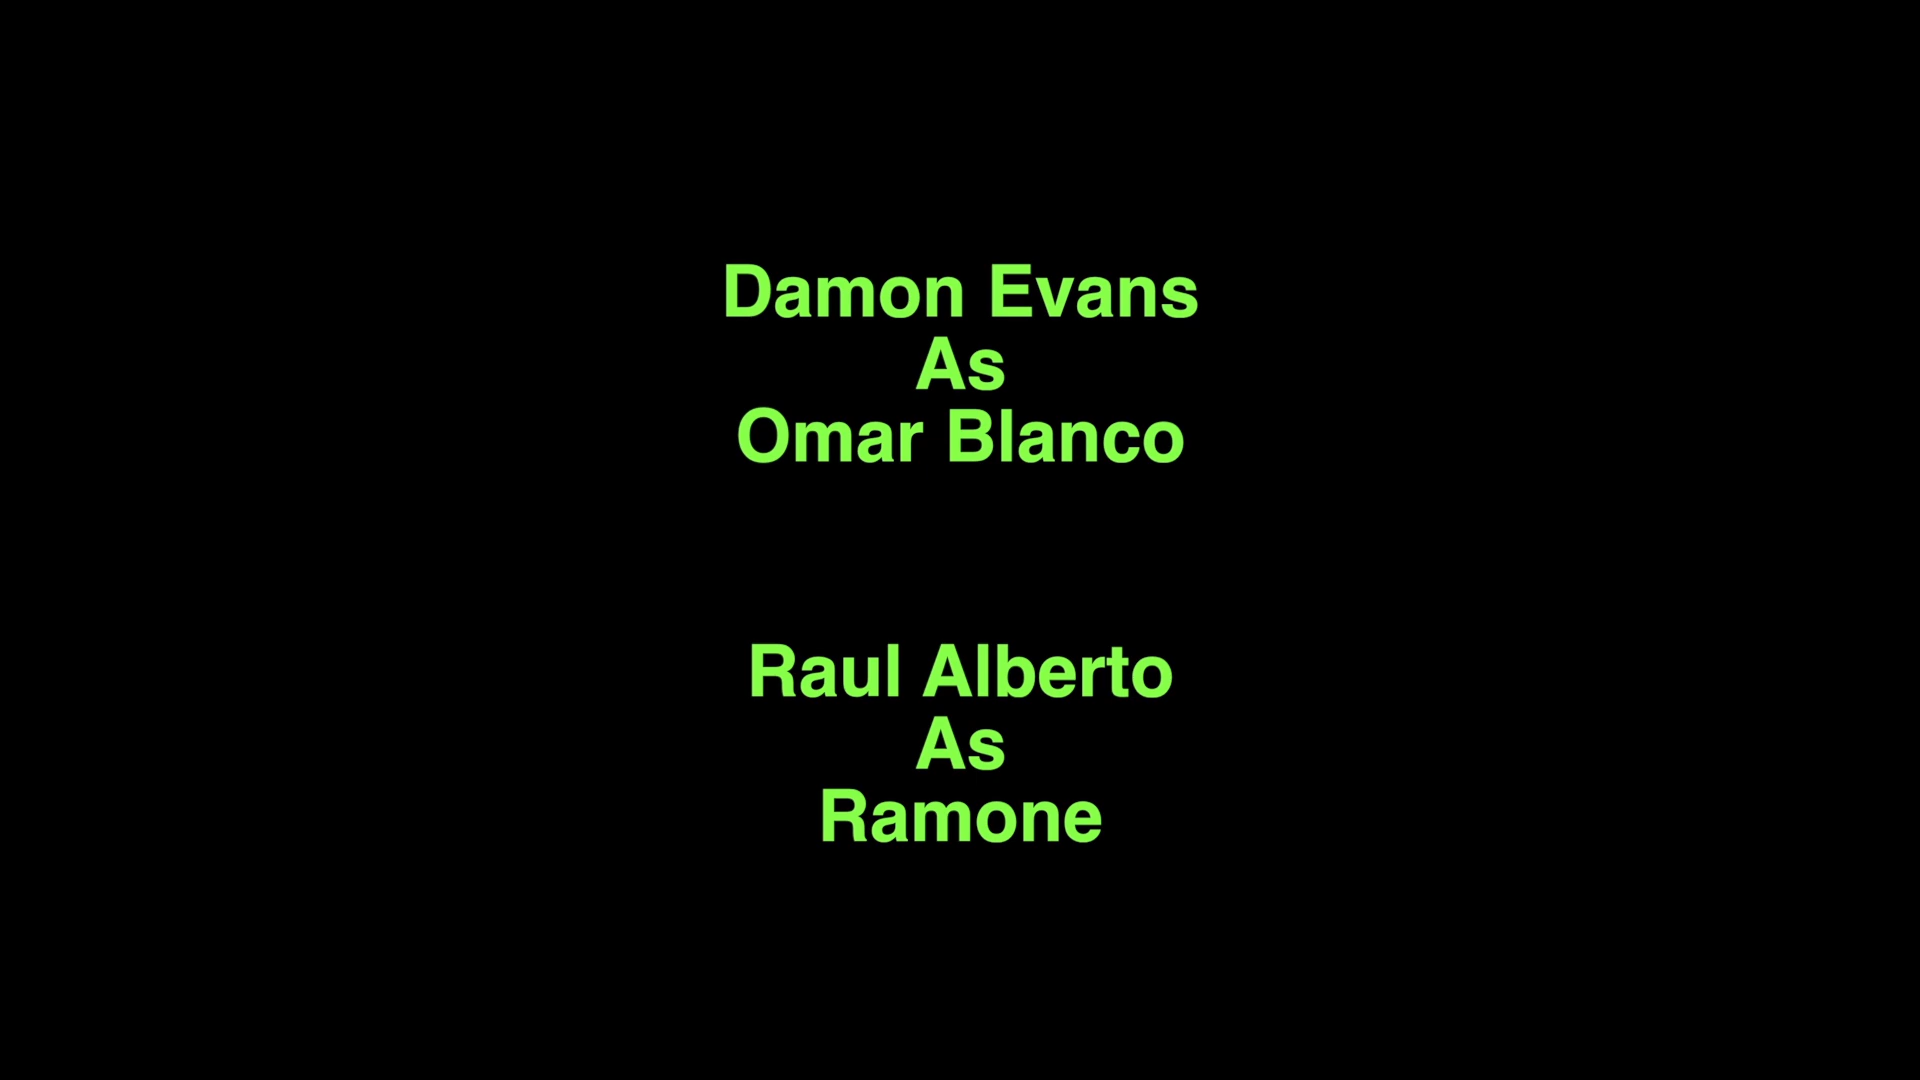 Damon Evans
As
Omar Blanco
Raul Alberto
As
Ramone